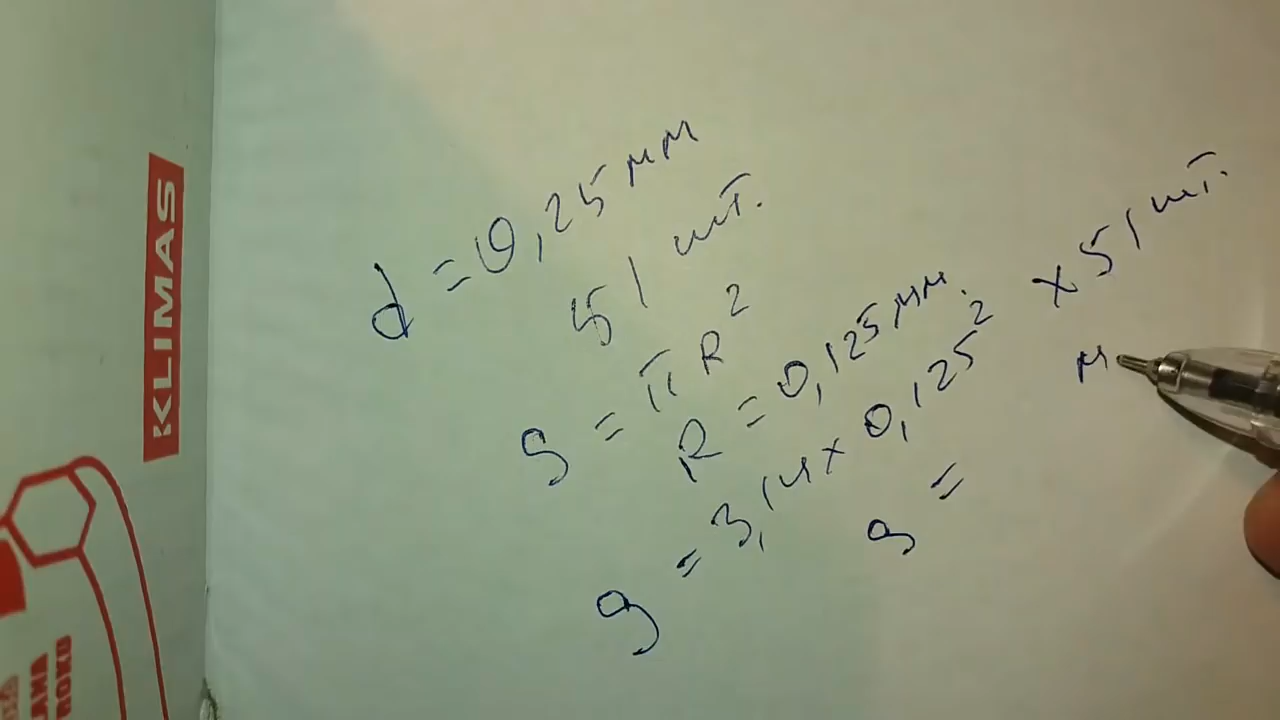 d = 0,25 мм
51 шт.
S = π R²
R = 0,125 мм.
S = 3,14 × 0,125² × 51 шт.
S = м
KLIMAS